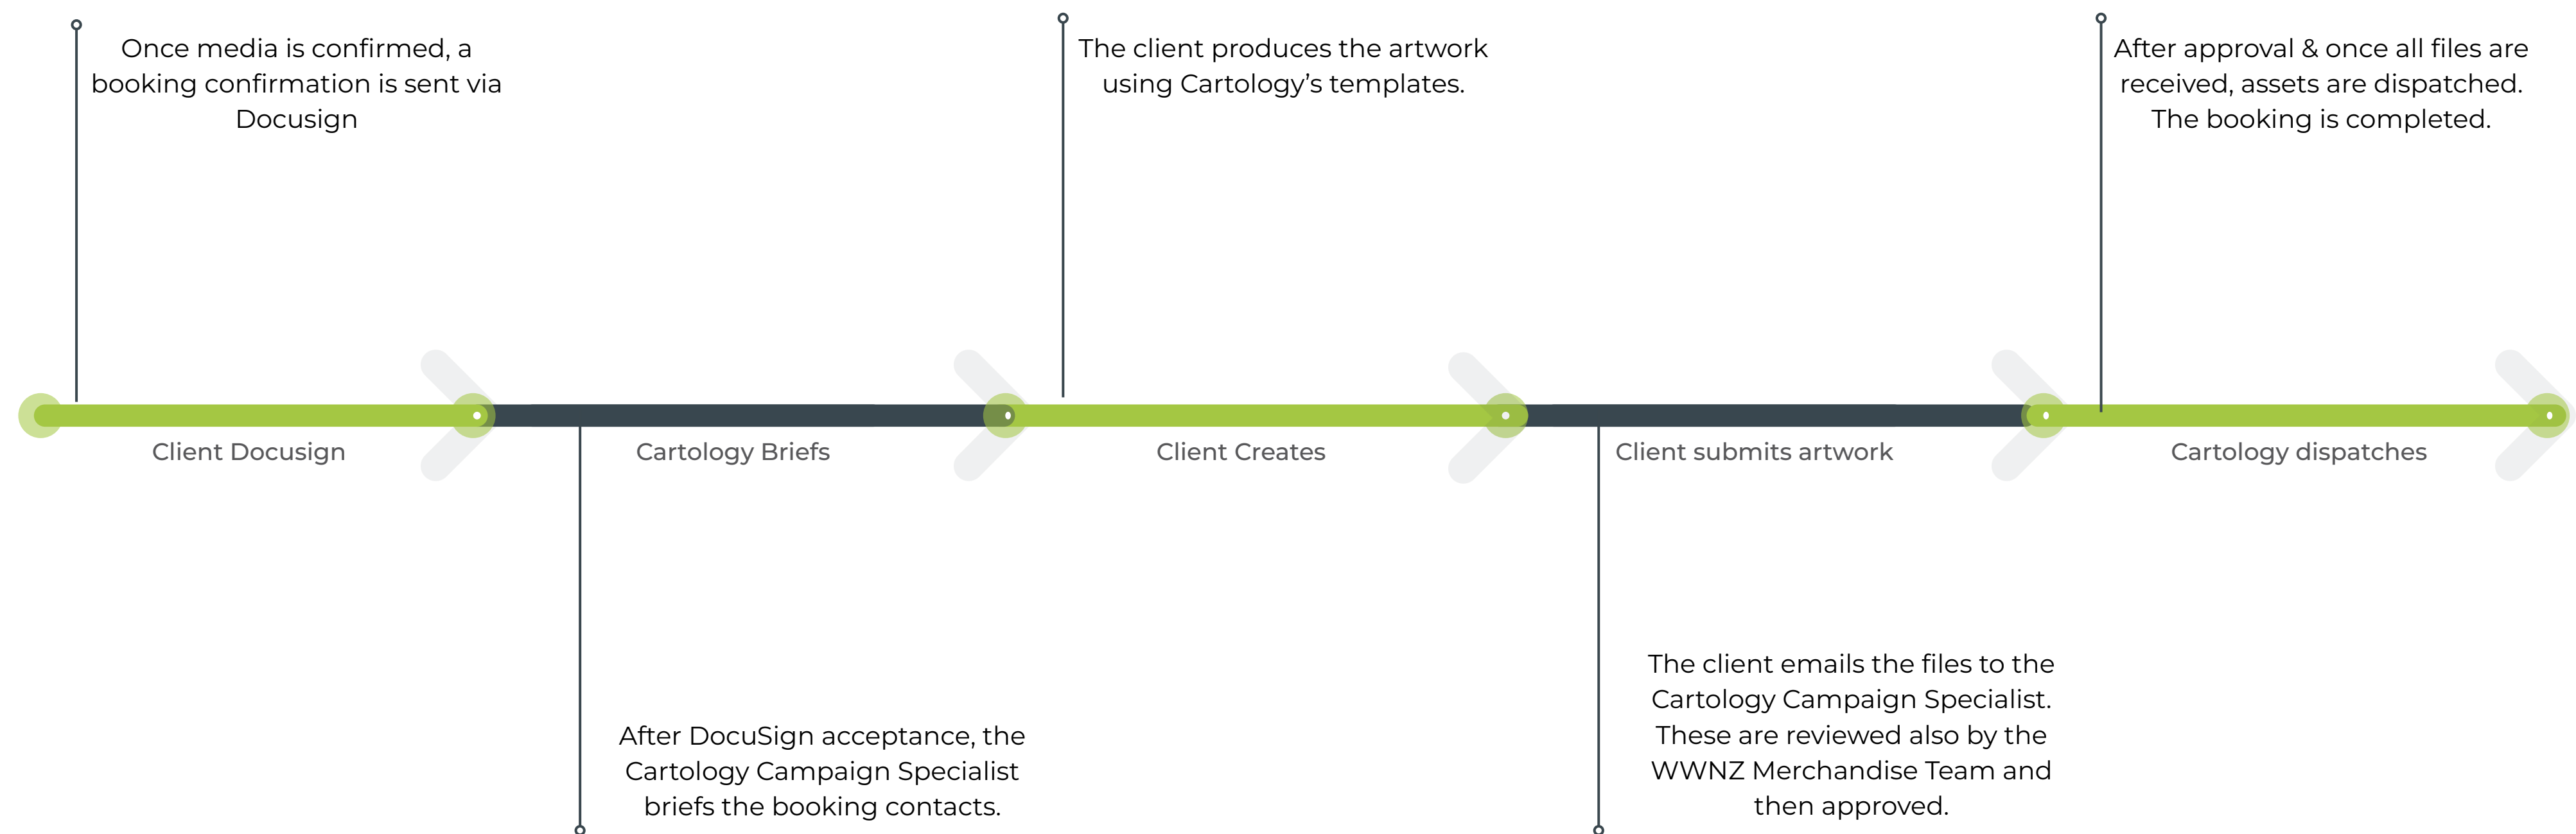 Once media is confirmed, a
booking confirmation is sent via
Docusign
The client produces the artwork
using Cartology’s templates.
After approval & once all files are
received, assets are dispatched.
The booking is completed.
Client Docusign
Cartology Briefs
Client Creates
Client submits artwork
Cartology dispatches
After DocuSign acceptance, the
Cartology Campaign Specialist
briefs the booking contacts.
The client emails the files to the
Cartology Campaign Specialist.
These are reviewed also by the
WWNZ Merchandise Team and
then approved.